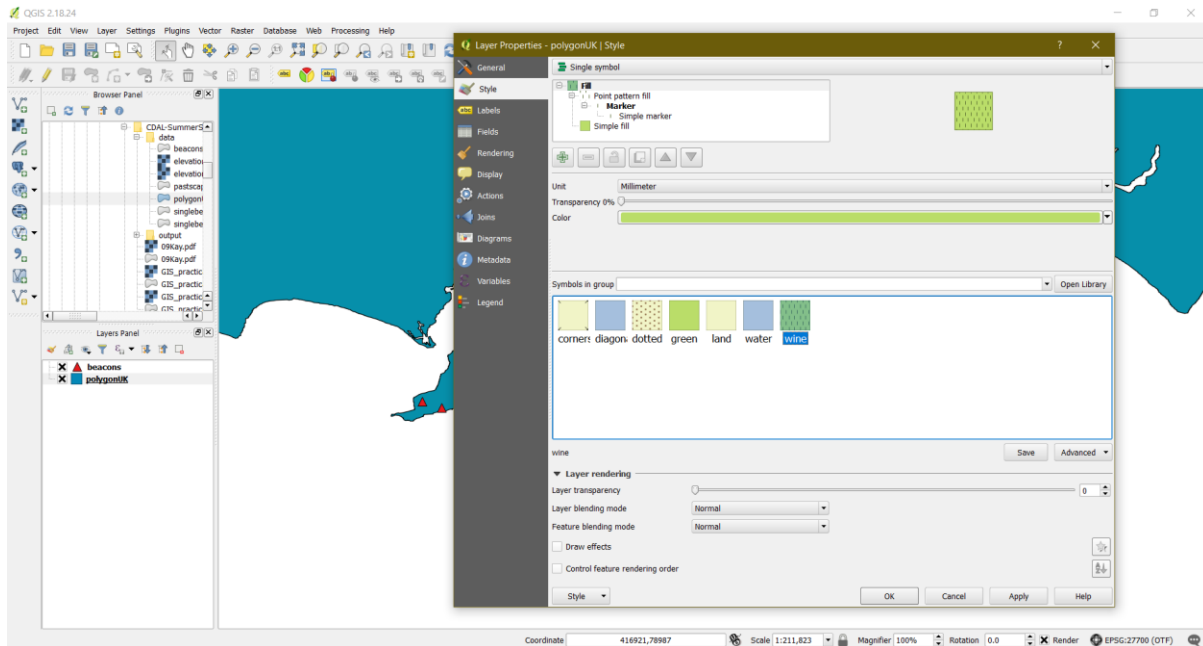 QGIS 2.18.24
Project Edit View Layer Settings Plugins Vector Raster Database Web Processing Help
Browser Panel
CDAL-SummerS
data
beacons
elevation
elevation
pastscap
polygonU
singlebe
singlebe
output
09Kay.pdf
09Kay.pdf
GIS_practic
GIS_practic
GIS_practic
GIS_practic
Layers Panel
beacons
polygonUK
Layer Properties - polygonUK | Style
General
Style
Labels
Fields
Rendering
Display
Actions
Joins
Diagrams
Metadata
Variables
Legend
Single symbol
Fill
Point pattern fill
Marker
Simple marker
Simple fill
Unit Millimeter
Transparency 0%
Color
Symbols in group Open Library
corners diagon dotted green land water wine
wine Save Advanced
Layer rendering
Layer transparency 0
Layer blending mode Normal
Feature blending mode Normal
Draw effects
Control feature rendering order
Style OK Cancel Apply Help
Coordinate 416921,78987 Scale 1:211,823 Magnifier 100% Rotation 0.0 Render EPSG:27700 (OTF)